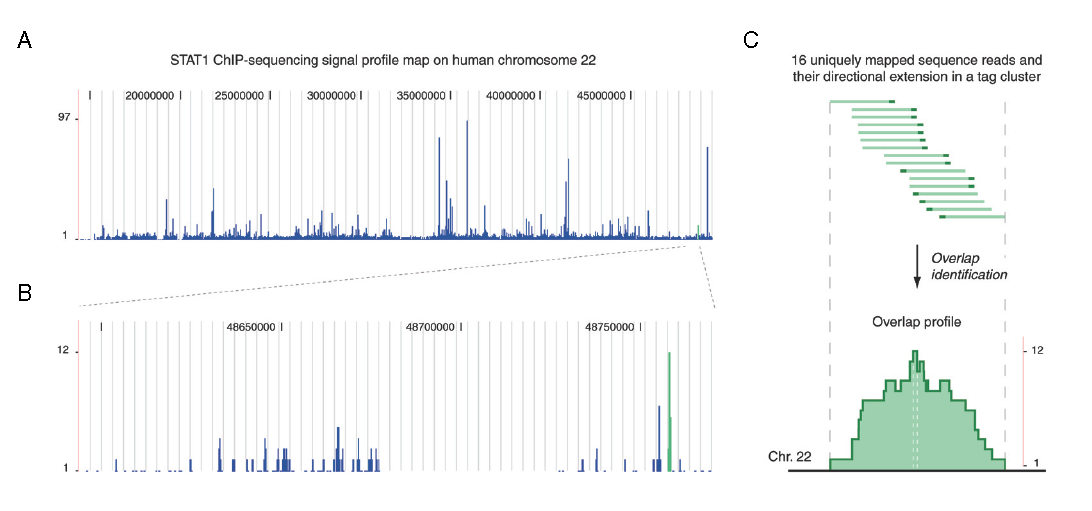 A
STAT1 ChIP-sequencing signal profile map on human chromosome 22
20000000 25000000 30000000 35000000 40000000 45000000
97
1
B
48650000 48700000 48750000
12
1
C
16 uniquely mapped sequence reads and
their directional extension in a tag cluster
Overlap
identification
Overlap profile
12
Chr. 22
1